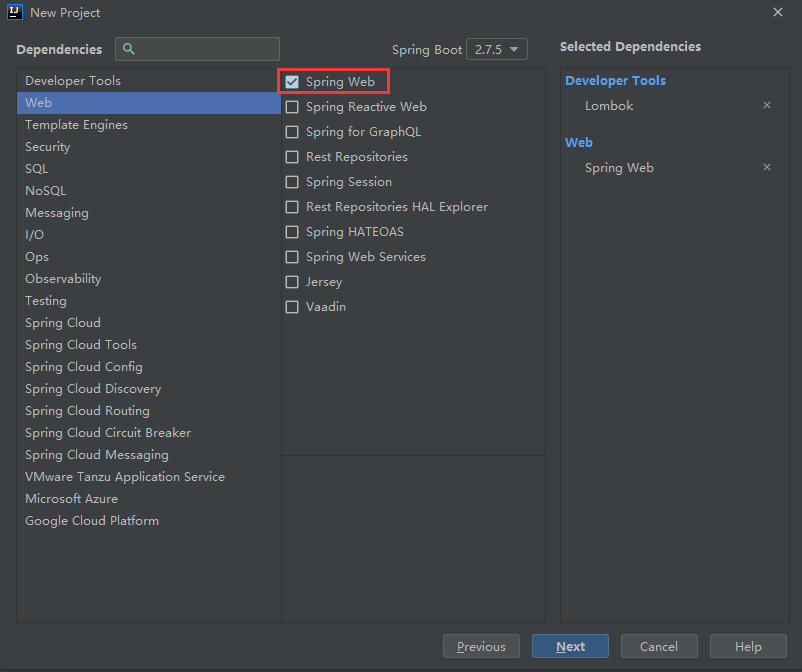 IJ New Project
Dependencies
Spring Boot 2.7.5
Developer Tools
Web
Template Engines
Security
SQL
NoSQL
Messaging
I/O
Ops
Observability
Testing
Spring Cloud
Spring Cloud Tools
Spring Cloud Config
Spring Cloud Discovery
Spring Cloud Routing
Spring Cloud Circuit Breaker
Spring Cloud Messaging
VMware Tanzu Application Service
Microsoft Azure
Google Cloud Platform
Spring Web
Spring Reactive Web
Spring for GraphQL
Rest Repositories
Spring Session
Rest Repositories HAL Explorer
Spring HATEOAS
Spring Web Services
Jersey
Vaadin
Selected Dependencies
Developer Tools
Lombok
Web
Spring Web
Previous
Next
Cancel
Help